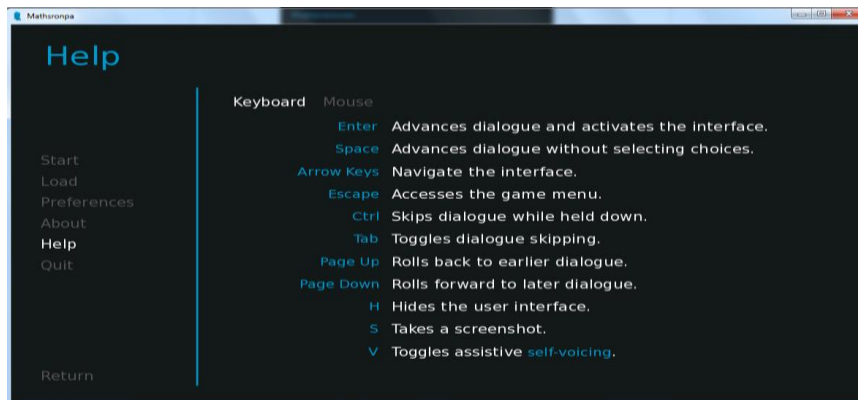 Mathsronpa
Help
Keyboard Mouse
Enter Advances dialogue and activates the interface.
Space Advances dialogue without selecting choices.
Arrow Keys Navigate the interface.
Escape Accesses the game menu.
Ctrl Skips dialogue while held down.
Tab Toggles dialogue skipping.
Page Up Rolls back to earlier dialogue.
Page Down Rolls forward to later dialogue.
H Hides the user interface.
S Takes a screenshot.
V Toggles assistive self-voicing.
Start
Load
Preferences
About
Help
Quit
Return